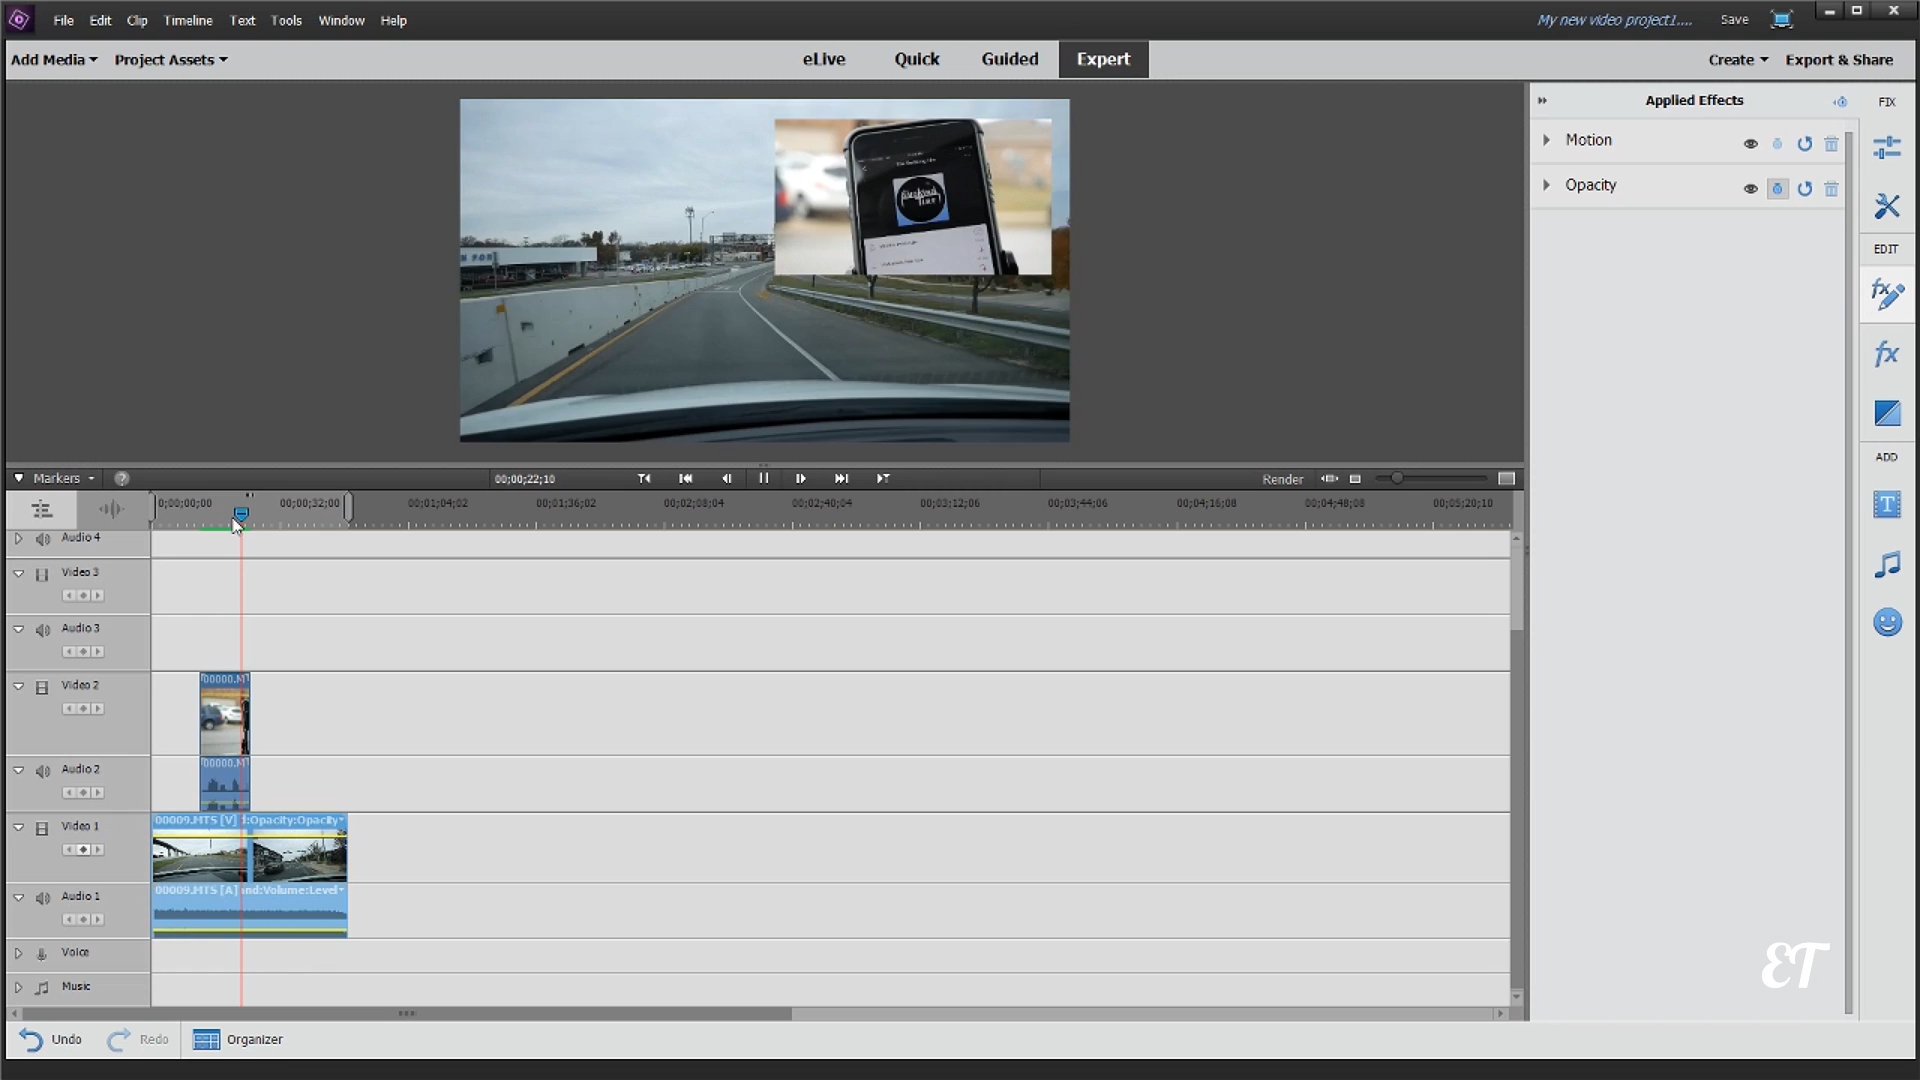 File Edit Clip Timeline Text Tools Window Help
My new video project1.... Save
Add Media Project Assets
eLive Quick Guided Expert
Create Export & Share
Applied Effects
FIX
Motion
Opacity
EDIT
ADD
Markers
00;00;22;10
Render
0;00;00;00 00;00;32;00 00;01;04;02 00;01;36;02 00;02;08;04 00;02;40;04 00;03;12;06 00;03;44;06 00;04;16;08 00;04;48;08 00;05;20;10
Audio 4
Video 3
Audio 3
Video 2
00000.M
Audio 2
00000.M
Video 1
00009.MTS [V] d:Opacity:Opacity
Audio 1
00009.MTS [A] nd:Volume:Level
Voice
Music
ET
Undo Redo Organizer